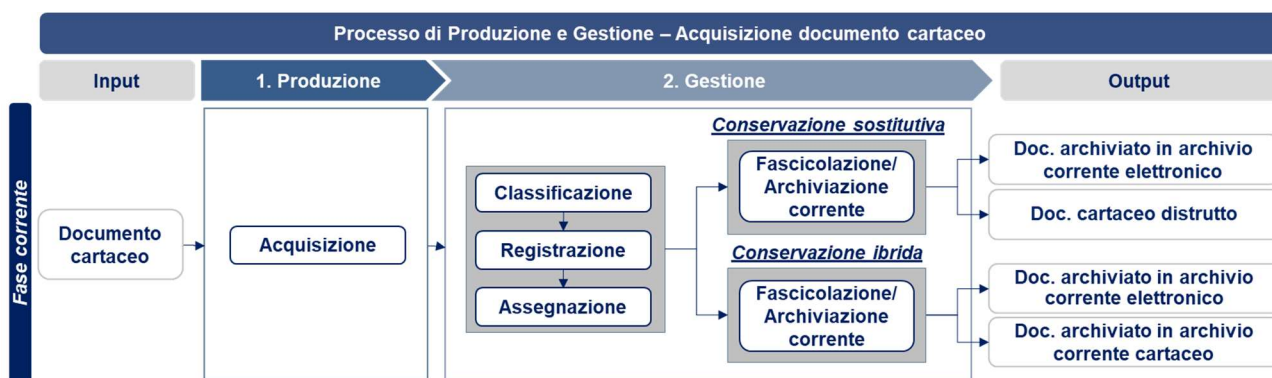 Processo di Produzione e Gestione – Acquisizione documento cartaceo
Input
1. Produzione
2. Gestione
Output
Fase corrente
Documento
cartaceo
Acquisizione
Classificazione
Registrazione
Assegnazione
Conservazione sostitutiva
Fascicolazione/
Archiviazione
corrente
Conservazione ibrida
Fascicolazione/
Archiviazione
corrente
Doc. archiviato in archivio
corrente elettronico
Doc. cartaceo distrutto
Doc. archiviato in archivio
corrente elettronico
Doc. archiviato in archivio
corrente cartaceo